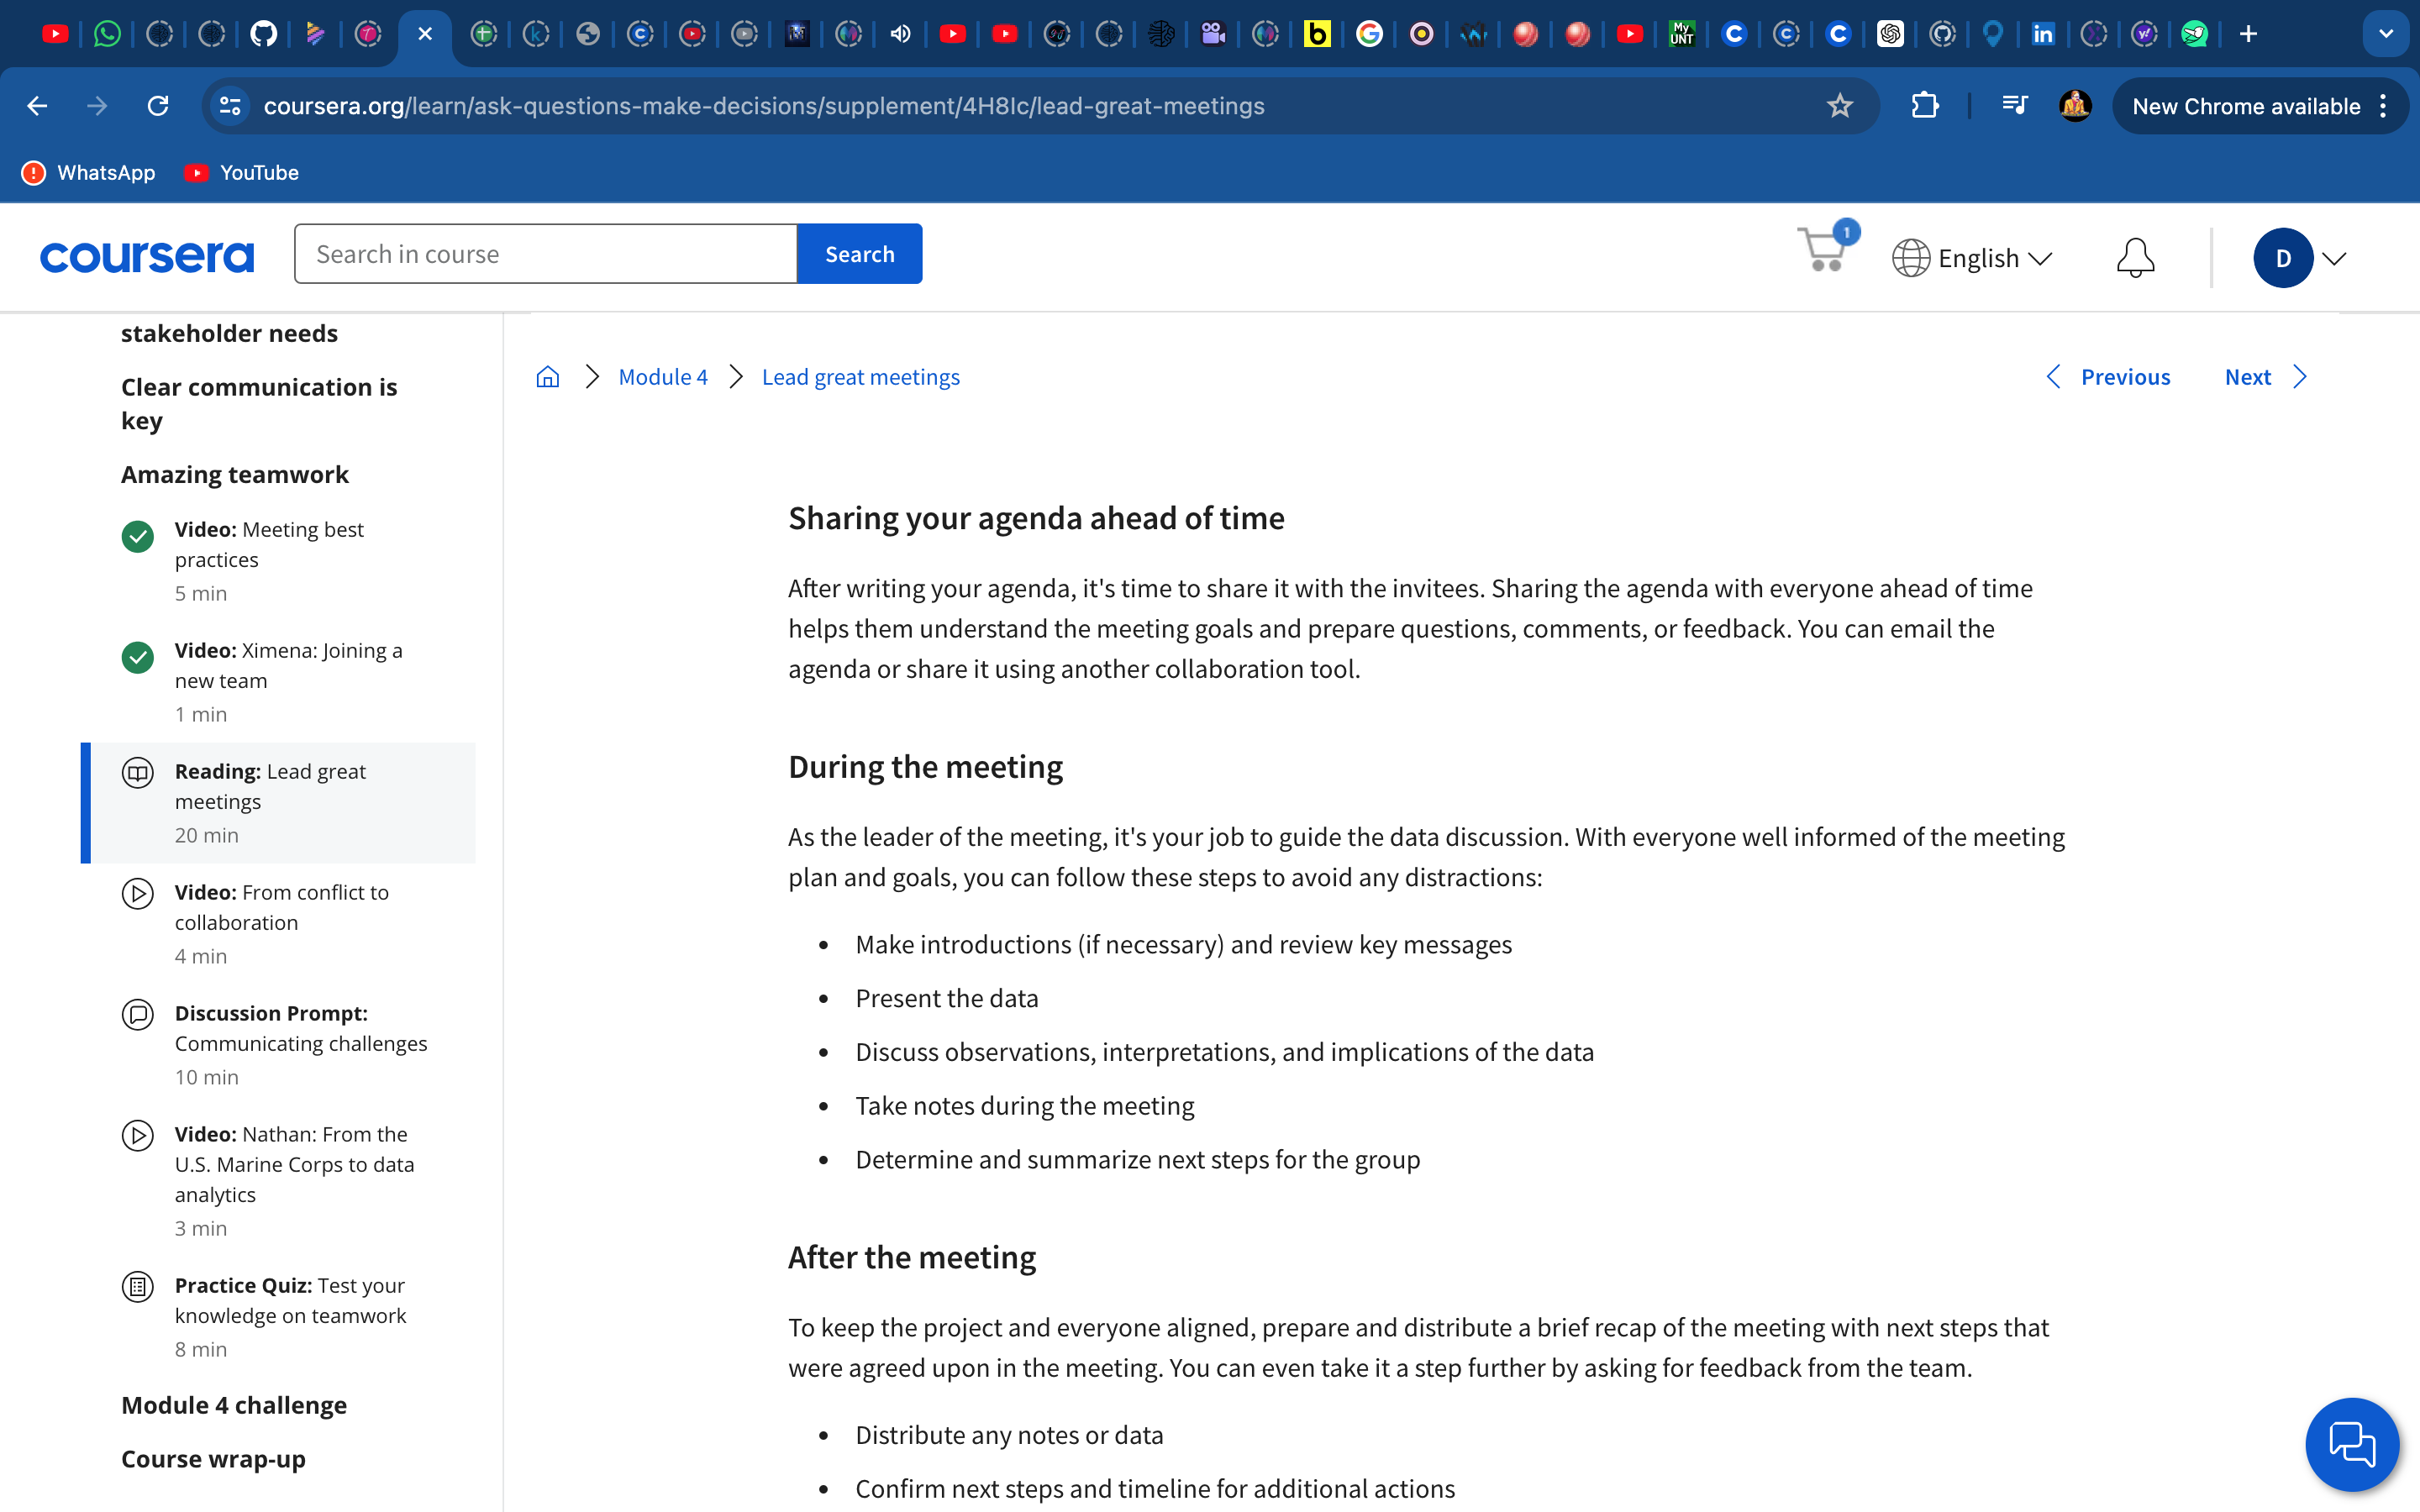 coursera.org/learn/ask-questions-make-decisions/supplement/4H8Ic/lead-great-meetings
New Chrome available
WhatsApp
YouTube
coursera
Search in course
Search
1
English
D
stakeholder needs
Clear communication is
key
Amazing teamwork
Video: Meeting best
practices
5 min
Video: Ximena: Joining a
new team
1 min
Reading: Lead great
meetings
20 min
Video: From conflict to
collaboration
4 min
Discussion Prompt:
Communicating challenges
10 min
Video: Nathan: From the
U.S. Marine Corps to data
analytics
3 min
Practice Quiz: Test your
knowledge on teamwork
8 min
Module 4 challenge
Course wrap-up
Module 4
Lead great meetings
Previous
Next
Sharing your agenda ahead of time
After writing your agenda, it's time to share it with the invitees. Sharing the agenda with everyone ahead of time
helps them understand the meeting goals and prepare questions, comments, or feedback. You can email the
agenda or share it using another collaboration tool.
During the meeting
As the leader of the meeting, it's your job to guide the data discussion. With everyone well informed of the meeting
plan and goals, you can follow these steps to avoid any distractions:
• Make introductions (if necessary) and review key messages
• Present the data
• Discuss observations, interpretations, and implications of the data
• Take notes during the meeting
• Determine and summarize next steps for the group
After the meeting
To keep the project and everyone aligned, prepare and distribute a brief recap of the meeting with next steps that
were agreed upon in the meeting. You can even take it a step further by asking for feedback from the team.
• Distribute any notes or data
• Confirm next steps and timeline for additional actions